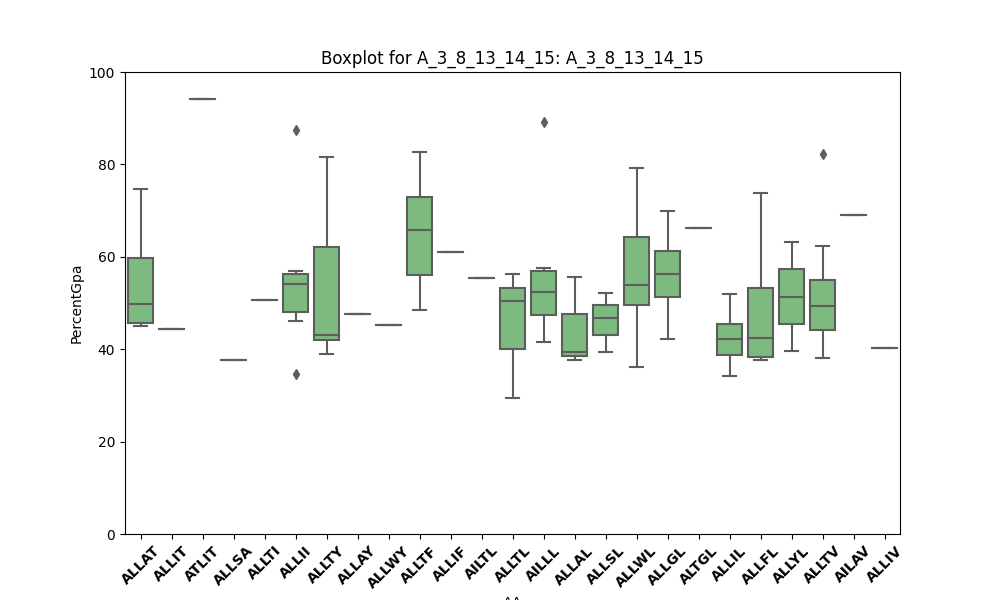 Boxplot for A_3_8_13_14_15: A_3_8_13_14_15
100
80
60
40
20
0
PercentGpa
ALLAT
ALLIT
ATLIT
ALLSA
ALLTI
ALLII
ALLTY
ALLAY
ALLWY
ALLTF
ALLIF
AILTL
ALLTL
AILLL
ALLAL
ALLSL
ALLWL
ALLGL
ALTGL
ALLIL
ALLFL
ALLYL
ALLTV
AILAV
ALLIV